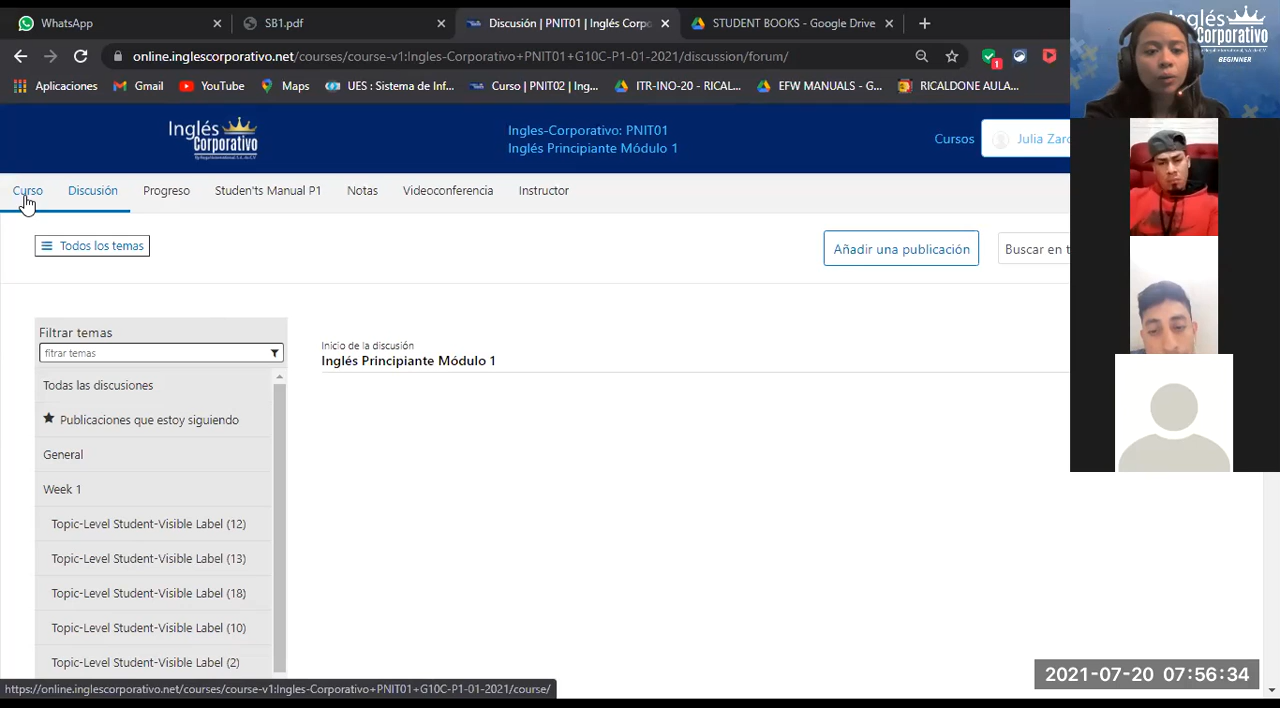 WhatsApp
SB1.pdf
Discusión | PNIT01 | Inglés Corpo
STUDENT BOOKS - Google Drive
online.inglescorporativo.net/courses/course-v1:Ingles-Corporativo+PNIT01+G10C-P1-01-2021/discussion/forum/
1
Aplicaciones
Gmail
YouTube
Maps
UES : Sistema de Inf...
Curso | PNIT02 | Ing...
ITR-INO-20 - RICAL...
EFW MANUALS - G...
RICALDONE AULA...
Inglés
Corporativo
Ingles-Corporativo: PNIT01
Inglés Principiante Módulo 1
Cursos
Julia Zar
Curso
Discusión
Progreso
Studen'ts Manual P1
Notas
Videoconferencia
Instructor
Todos los temas
Añadir una publicación
Buscar en t
Filtrar temas
fitrar temas
Todas las discusiones
Publicaciones que estoy siguiendo
General
Week 1
Topic-Level Student-Visible Label (12)
Topic-Level Student-Visible Label (13)
Topic-Level Student-Visible Label (18)
Topic-Level Student-Visible Label (10)
Topic-Level Student-Visible Label (2)
Inicio de la discusión
Inglés Principiante Módulo 1
https://online.inglescorporativo.net/courses/course-v1:Ingles-Corporativo+PNIT01+G10C-P1-01-2021/course/
Inglés
Corporativo
BEGINNER
2021-07-20 07:56:34